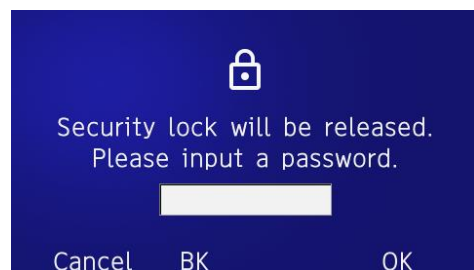 Security lock will be released.
Please input a password.
Cancel BK OK